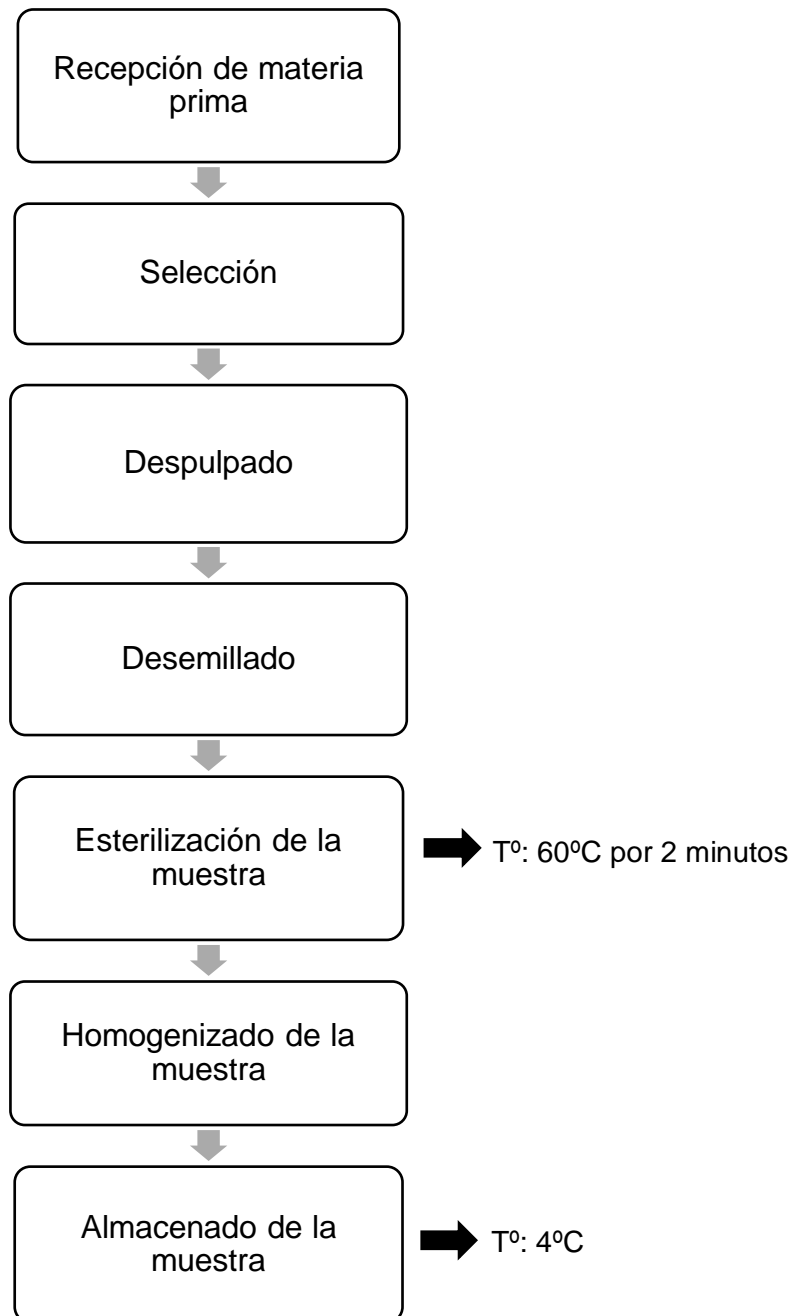 Recepción de materia
prima
Selección
Despulpado
Desemillado
Esterilización de la
muestra
Tº: 60ºC por 2 minutos
Homogenizado de la
muestra
Almacenado de la
muestra
Tº: 4ºC